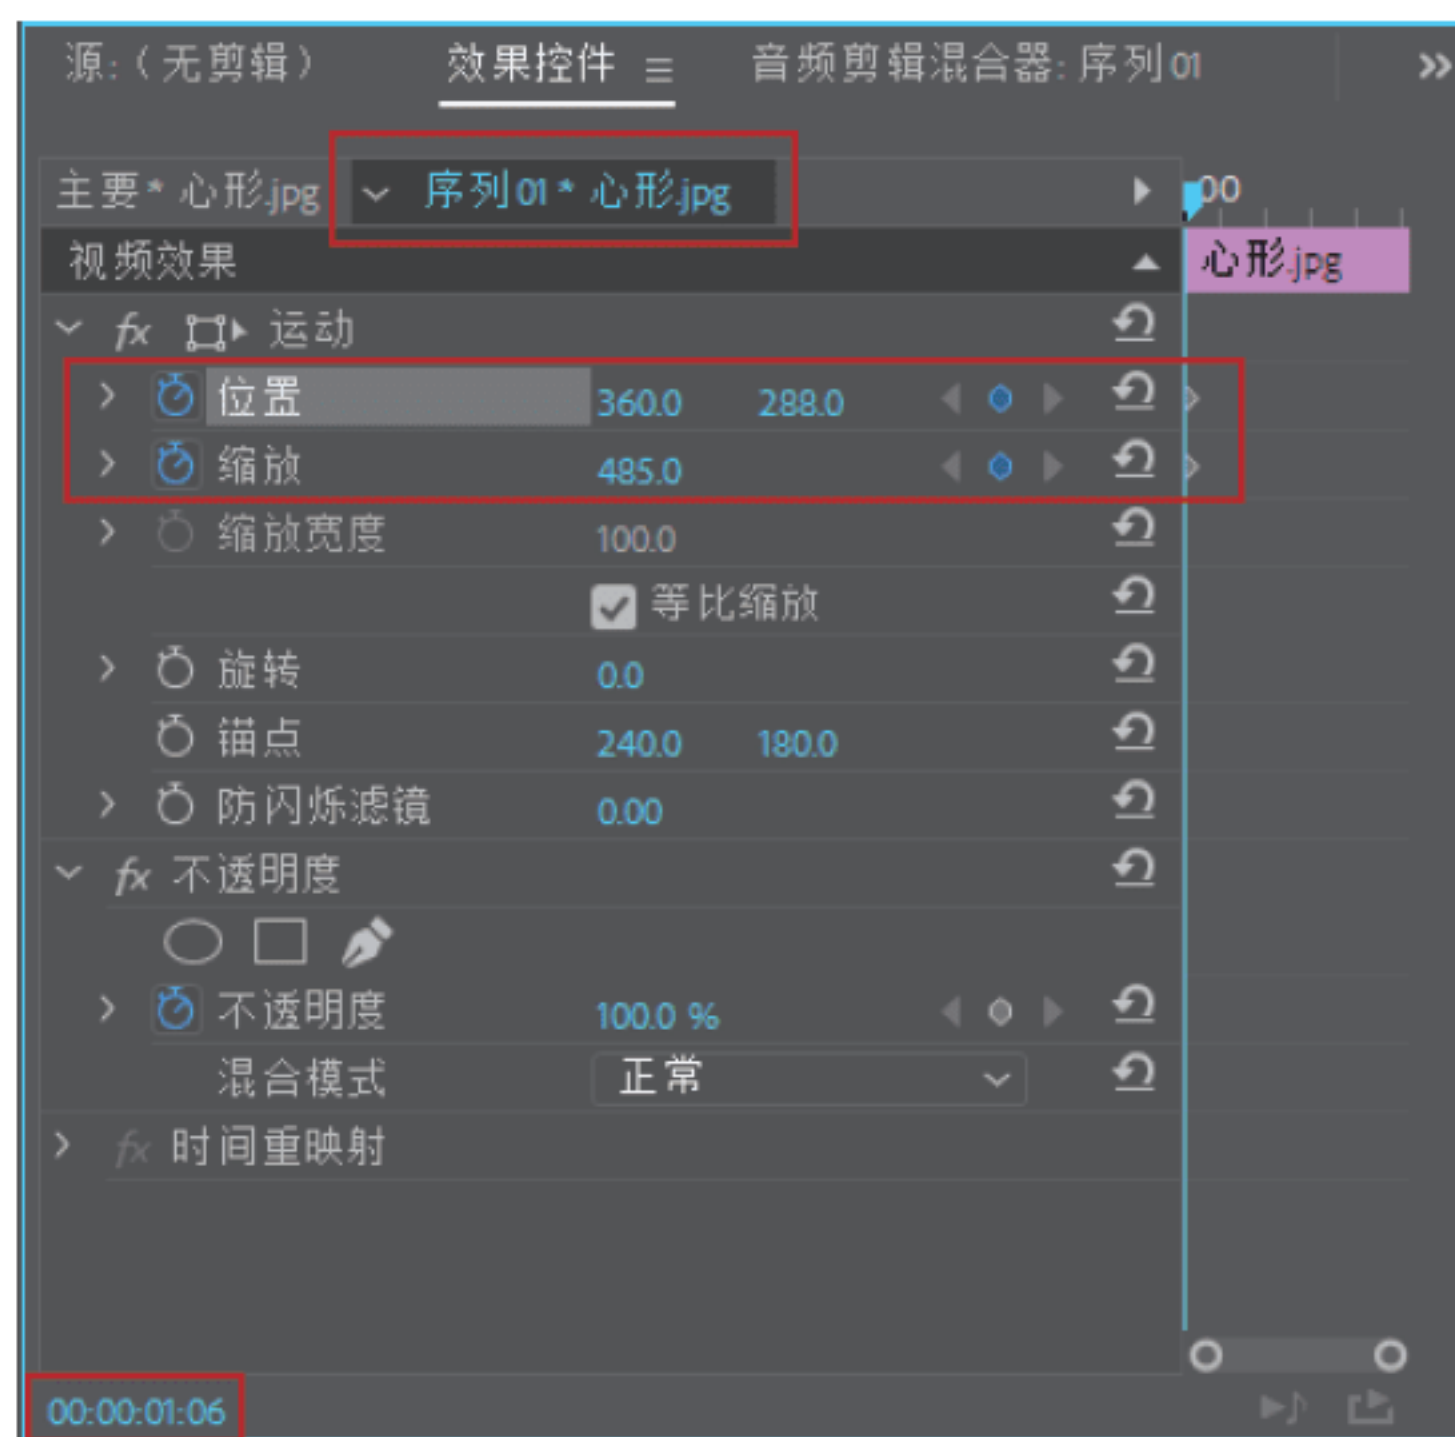 源:（无剪辑） 效果控件 音频剪辑混合器: 序列 01
主要* 心形.jpg 序列 01 * 心形.jpg 00
视频效果 心形.jpg
fx 运动
位置 360.0 288.0
缩放 485.0
缩放宽度 100.0
等比缩放
旋转 0.0
锚点 240.0 180.0
防闪烁滤镜 0.00
fx 不透明度
不透明度 100.0 %
混合模式 正常
fx 时间重映射
00:00:01:06